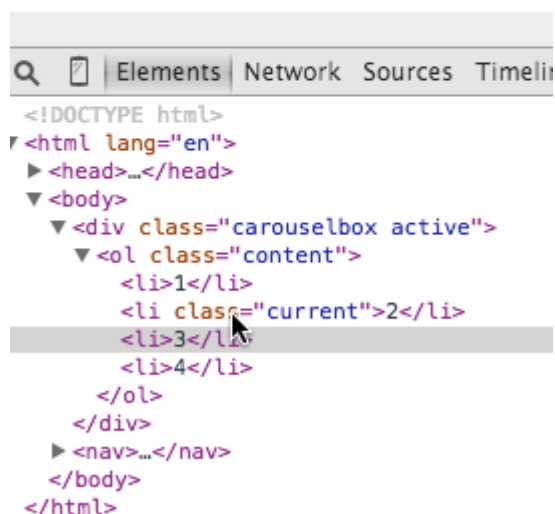 Elements Network Sources Timelin
<!DOCTYPE html>
<html lang="en">
<head>…</head>
<body>
<div class="carouselbox active">
<ol class="content">
<li>1</li>
<li class="current">2</li>
<li>3</li>
<li>4</li>
</ol>
</div>
<nav>…</nav>
</body>
</html>